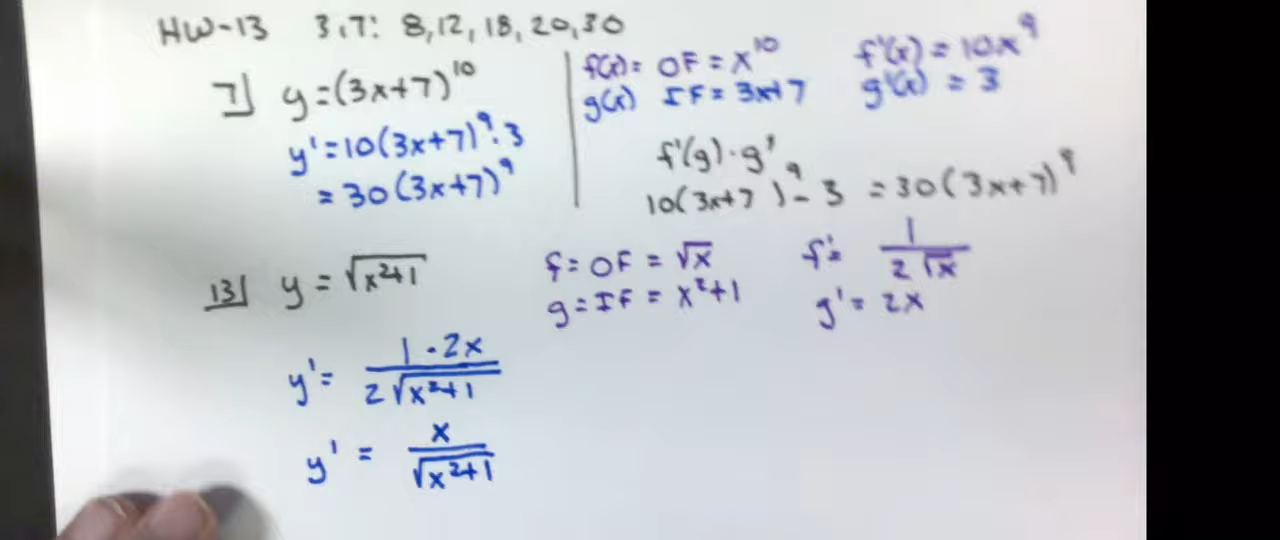 HW-13 3.7: 8, 12, 18, 20, 30
7] y = (3x+7)^10
y' = 10(3x+7)^9 · 3
= 30(3x+7)^9
f(x) = OF = x^10 f'(x) = 10x^9
g(x) IF = 3x+7 g'(x) = 3
f'(g) · g'
10(3x+7)^9 - 3 = 30(3x+7)^9
13] y = √(x²+1)
f = OF = √x f' = 1/(2√x)
g = IF = x²+1 g' = 2x
y' = (1 · 2x)/(2√(x²+1))
y' = x/√(x²+1)